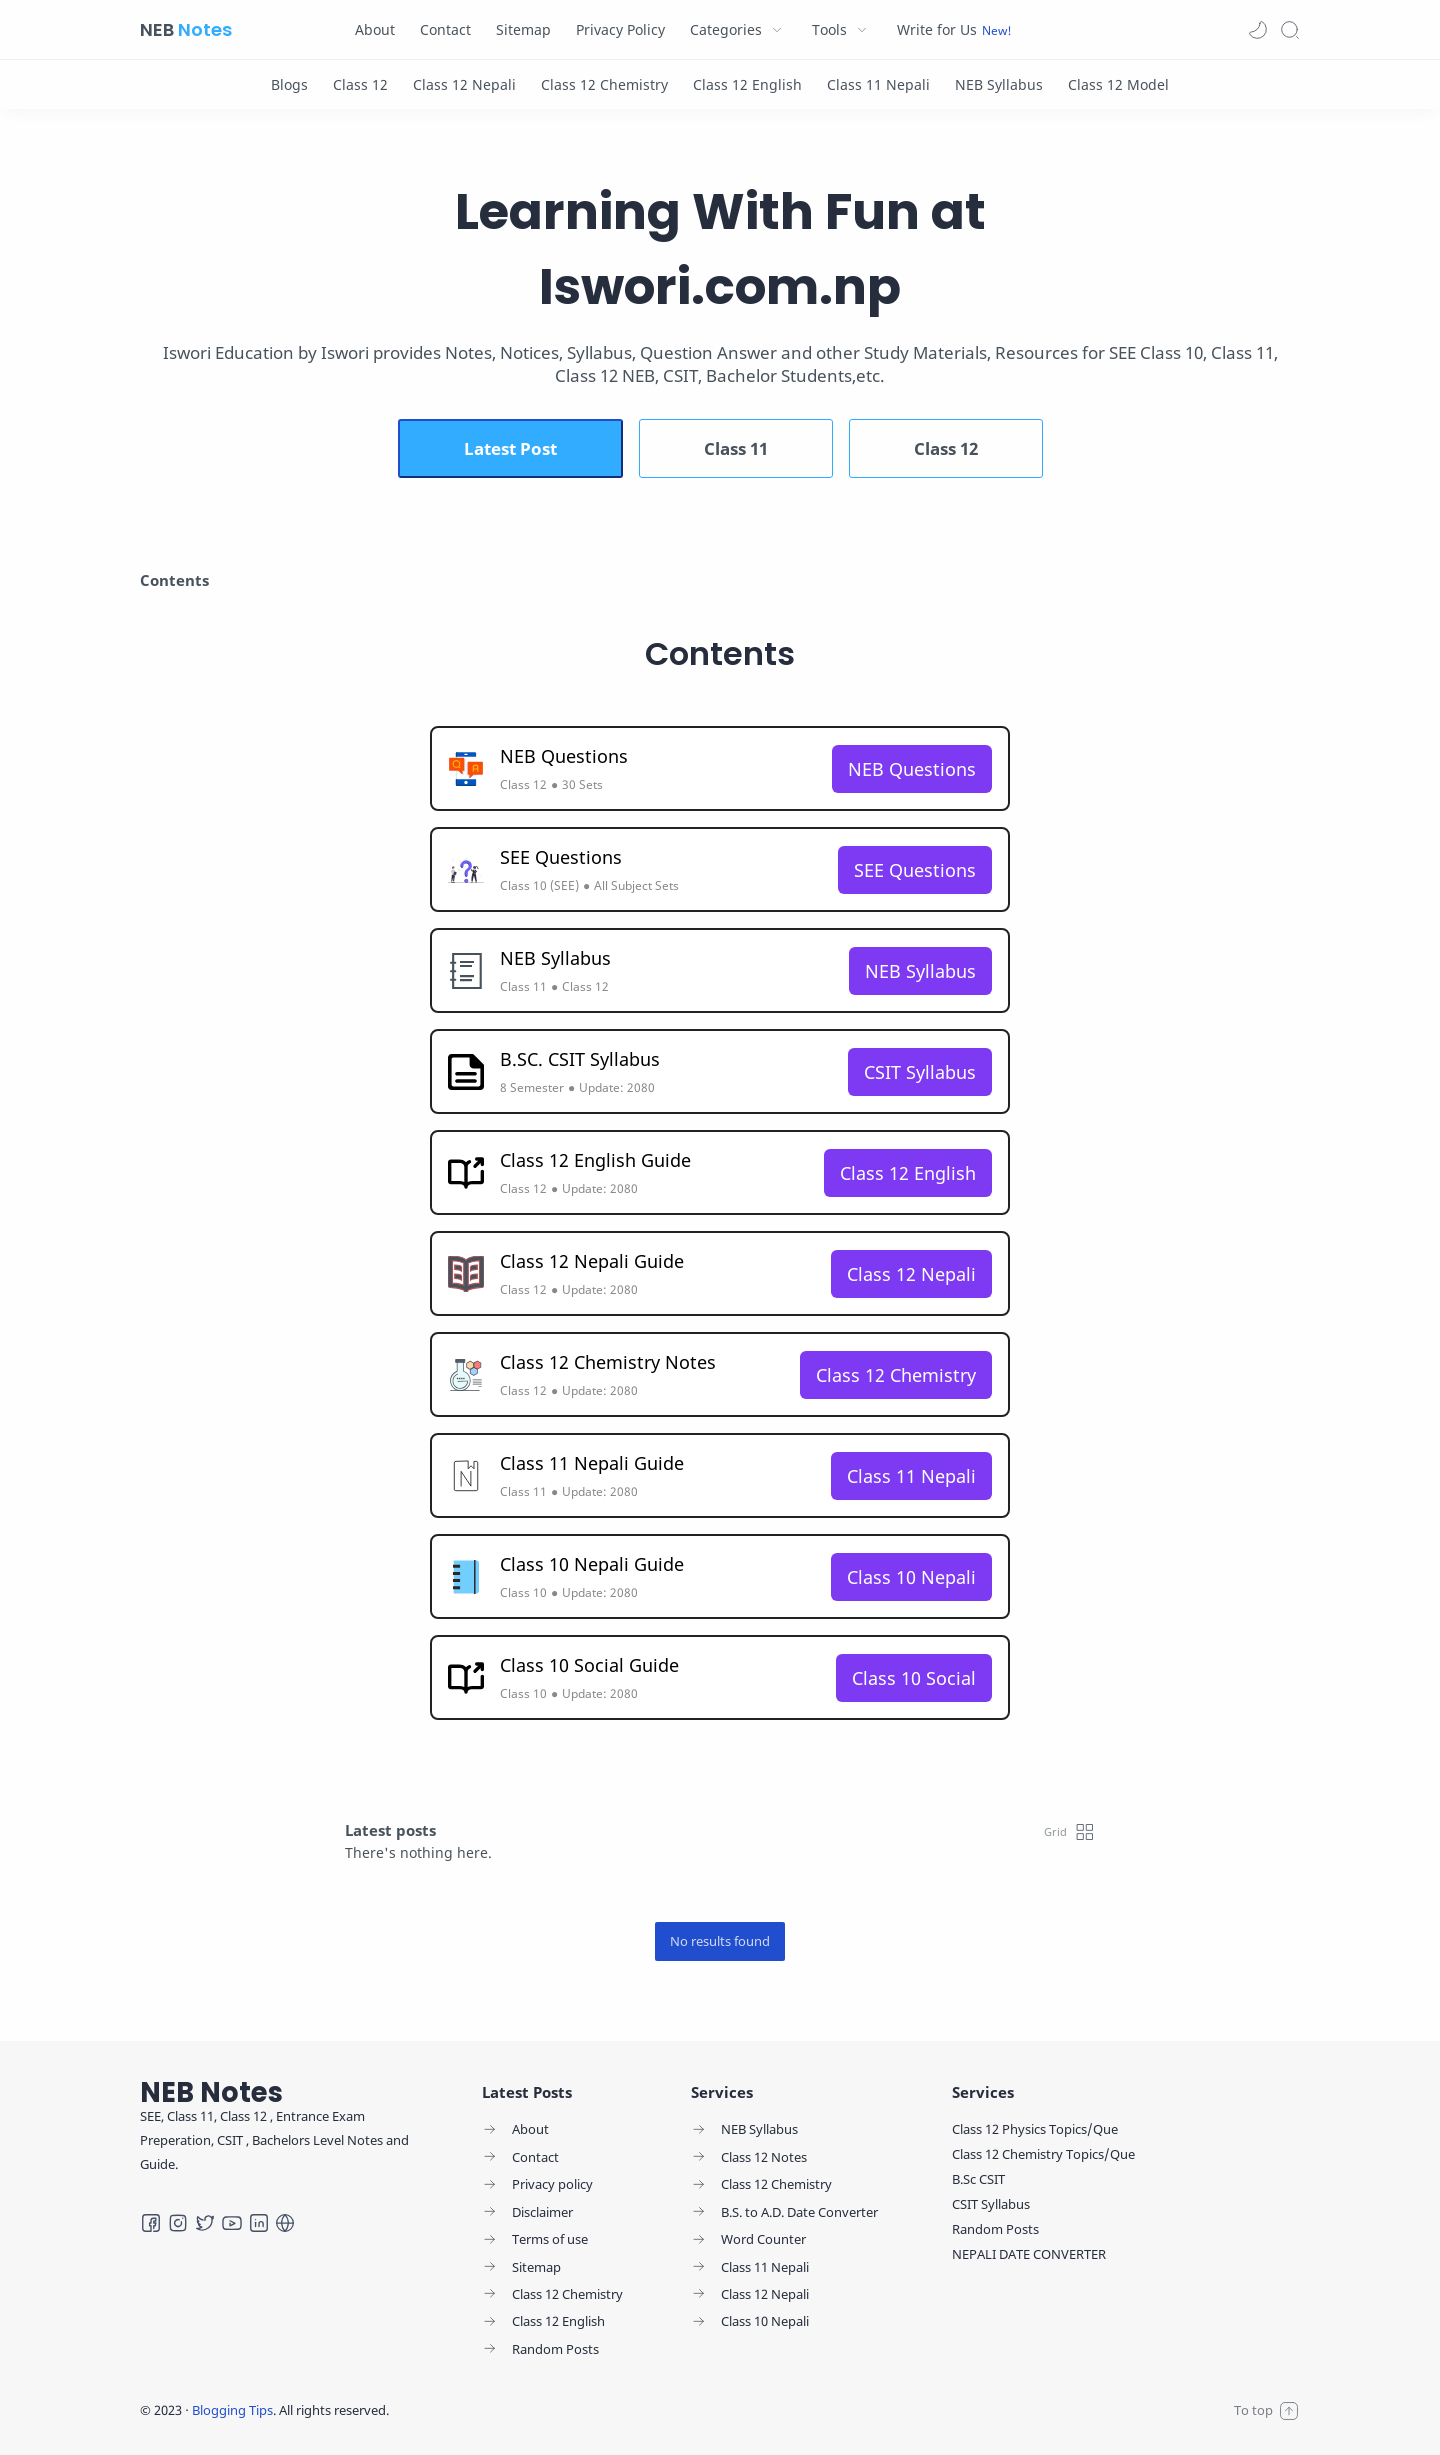 NEB Notes
About Contact Sitemap Privacy Policy Categories Tools Write for Us New!
Blogs Class 12 Class 12 Nepali Class 12 Chemistry Class 12 English Class 11 Nepali NEB Syllabus Class 12 Model
Learning With Fun at
Iswori.com.np
Iswori Education by Iswori provides Notes, Notices, Syllabus, Question Answer and other Study Materials, Resources for SEE Class 10, Class 11,
Class 12 NEB, CSIT, Bachelor Students,etc.
Latest Post Class 11 Class 12
Contents
Contents
NEB Questions
Class 12 ● 30 Sets
NEB Questions
SEE Questions
Class 10 (SEE) ● All Subject Sets
SEE Questions
NEB Syllabus
Class 11 ● Class 12
NEB Syllabus
B.SC. CSIT Syllabus
8 Semester ● Update: 2080
CSIT Syllabus
Class 12 English Guide
Class 12 ● Update: 2080
Class 12 English
Class 12 Nepali Guide
Class 12 ● Update: 2080
Class 12 Nepali
Class 12 Chemistry Notes
Class 12 ● Update: 2080
Class 12 Chemistry
Class 11 Nepali Guide
Class 11 ● Update: 2080
Class 11 Nepali
Class 10 Nepali Guide
Class 10 ● Update: 2080
Class 10 Nepali
Class 10 Social Guide
Class 10 ● Update: 2080
Class 10 Social
Latest posts
Grid
There's nothing here.
No results found
NEB Notes
SEE, Class 11, Class 12 , Entrance Exam
Preperation, CSIT , Bachelors Level Notes and
Guide.
Latest Posts
About
Contact
Privacy policy
Disclaimer
Terms of use
Sitemap
Class 12 Chemistry
Class 12 English
Random Posts
Services
NEB Syllabus
Class 12 Notes
Class 12 Chemistry
B.S. to A.D. Date Converter
Word Counter
Class 11 Nepali
Class 12 Nepali
Class 10 Nepali
Services
Class 12 Physics Topics/Que
Class 12 Chemistry Topics/Que
B.Sc CSIT
CSIT Syllabus
Random Posts
NEPALI DATE CONVERTER
© 2023 · Blogging Tips. All rights reserved.
To top